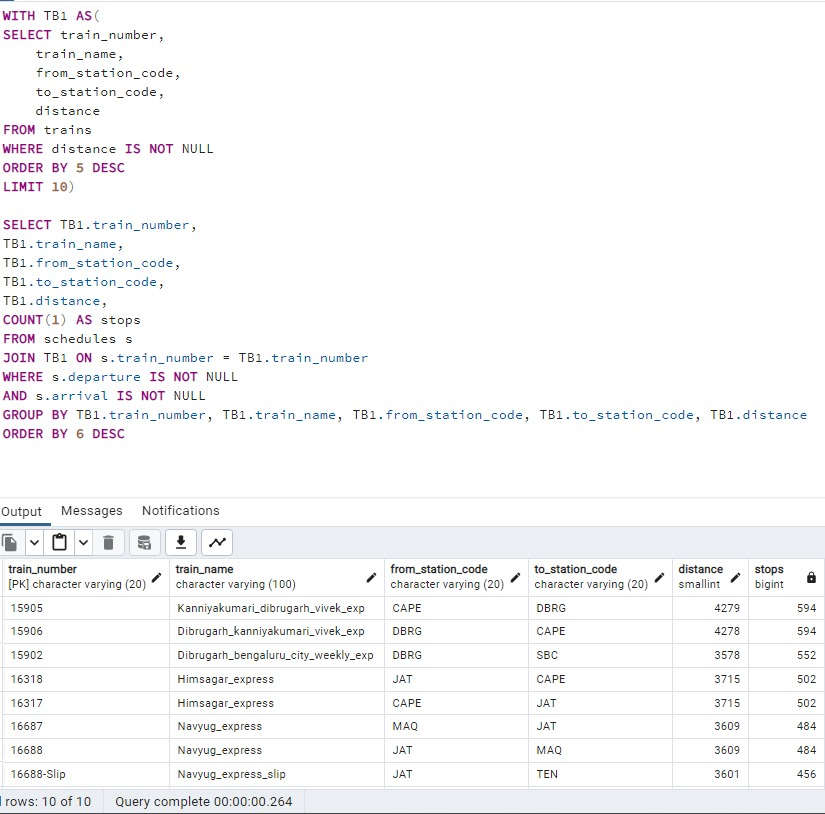 WITH TB1 AS(
SELECT train_number,
    train_name,
    from_station_code,
    to_station_code,
    distance
FROM trains
WHERE distance IS NOT NULL
ORDER BY 5 DESC
LIMIT 10)

SELECT TB1.train_number,
TB1.train_name,
TB1.from_station_code,
TB1.to_station_code,
TB1.distance,
COUNT(1) AS stops
FROM schedules s
JOIN TB1 ON s.train_number = TB1.train_number
WHERE s.departure IS NOT NULL
AND s.arrival IS NOT NULL
GROUP BY TB1.train_number, TB1.train_name, TB1.from_station_code, TB1.to_station_code, TB1.distance
ORDER BY 6 DESC
Output Messages Notifications
train_number train_name from_station_code to_station_code distance stops
[PK] character varying (20) character varying (100) character varying (20) character varying (20) smallint bigint
15905 Kanniyakumari_dibrugarh_vivek_exp CAPE DBRG 4279 594
15906 Dibrugarh_kanniyakumari_vivek_exp DBRG CAPE 4278 594
15902 Dibrugarh_bengaluru_city_weekly_exp DBRG SBC 3578 552
16318 Himsagar_express JAT CAPE 3715 502
16317 Himsagar_express CAPE JAT 3715 502
16687 Navyug_express MAQ JAT 3609 484
16688 Navyug_express JAT MAQ 3609 484
16688-Slip Navyug_express_slip JAT TEN 3601 456
rows: 10 of 10 Query complete 00:00:00.264